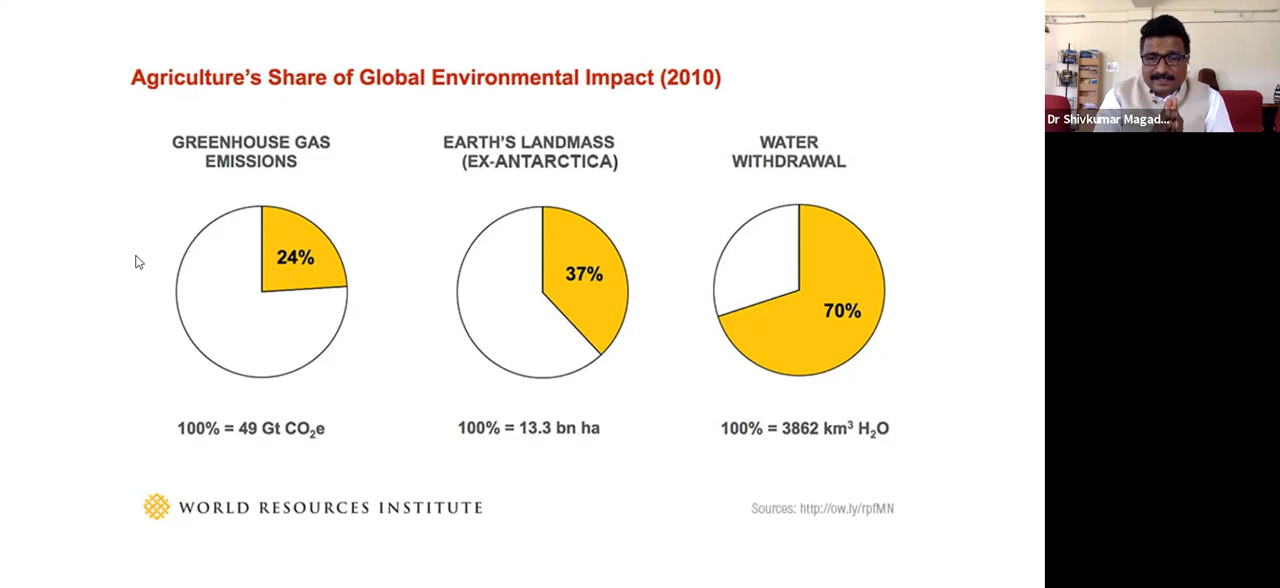 Agriculture's Share of Global Environmental Impact (2010)
GREENHOUSE GAS
EMISSIONS
24%
100% = 49 Gt CO₂e
EARTH'S LANDMASS
(EX-ANTARCTICA)
37%
100% = 13.3 bn ha
WATER
WITHDRAWAL
70%
100% = 3862 km³ H₂O
WORLD RESOURCES INSTITUTE
Sources: http://ow.ly/rpfMN
Dr Shivkumar Magad...